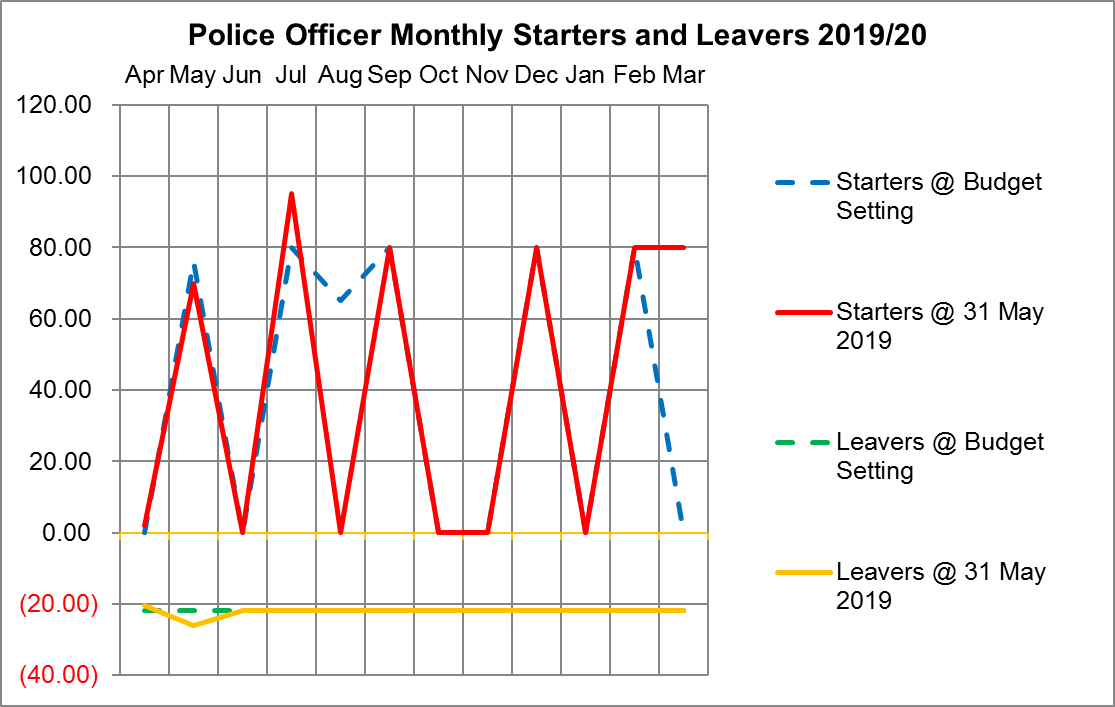 Police Officer Monthly Starters and Leavers 2019/20
Apr May Jun Jul Aug Sep Oct Nov Dec Jan Feb Mar
120.00
100.00
80.00
60.00
40.00
20.00
0.00
(20.00)
(40.00)
Starters @ Budget
Setting
Starters @ 31 May
2019
Leavers @ Budget
Setting
Leavers @ 31 May
2019